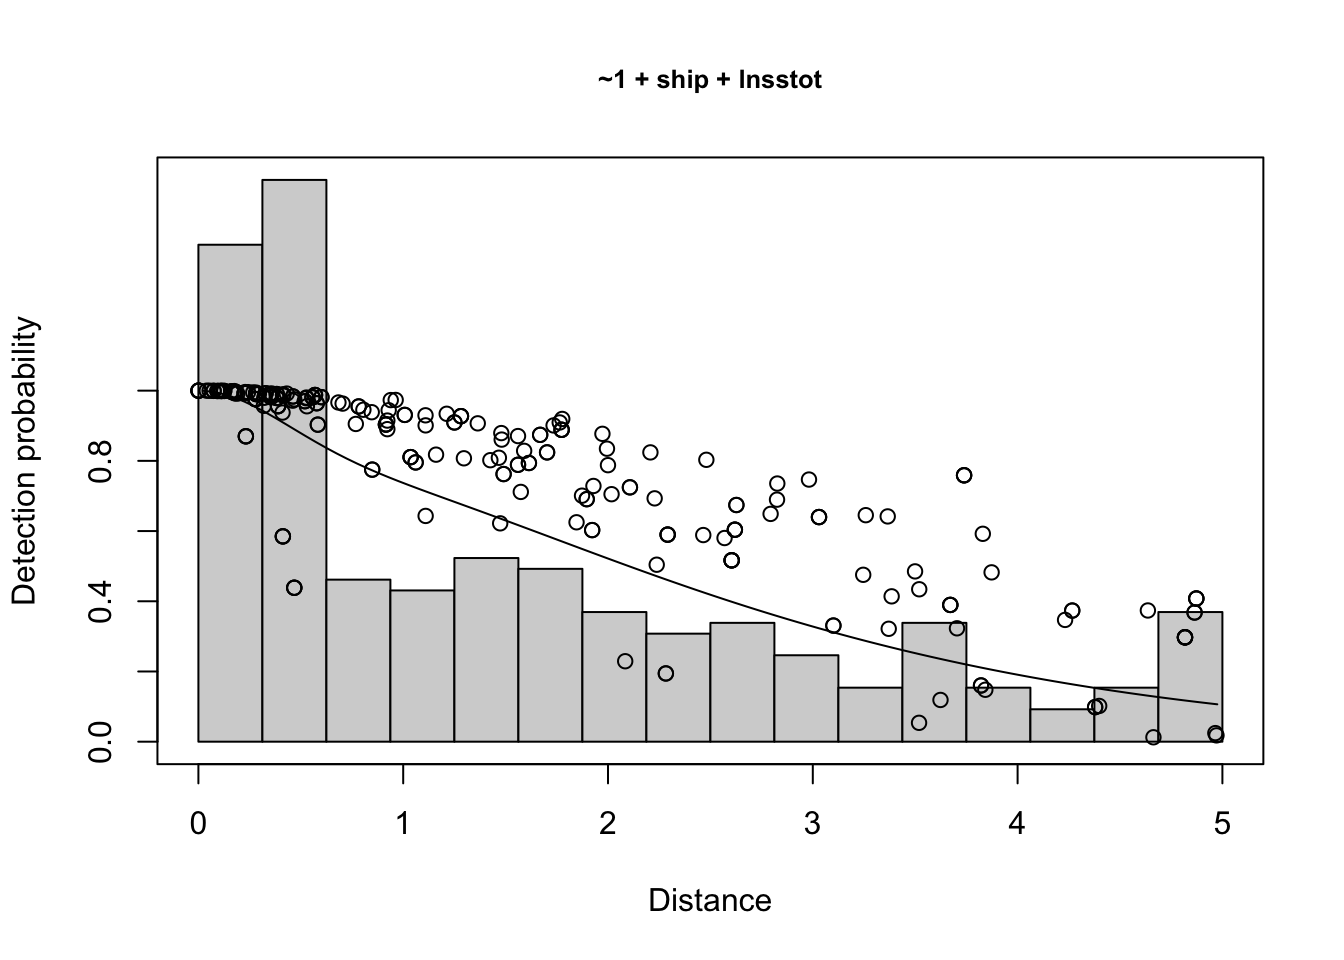 ~1 + ship + lnsstot
Detection probability
0.8
0.4
0.0
0 1 2 3 4 5
Distance